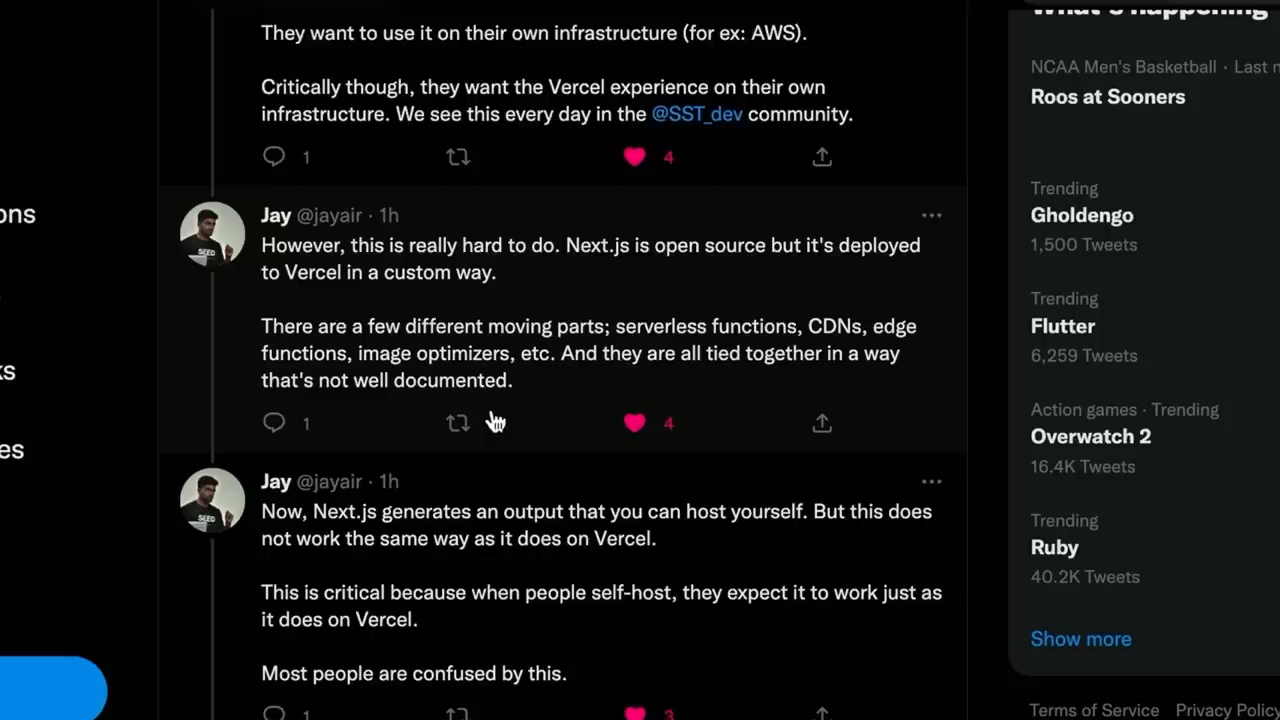 They want to use it on their own infrastructure (for ex: AWS).
Critically though, they want the Vercel experience on their own
infrastructure. We see this every day in the @SST_dev community.
1
4
Jay @jayair · 1h
However, this is really hard to do. Next.js is open source but it's deployed
to Vercel in a custom way.
There are a few different moving parts; serverless functions, CDNs, edge
functions, image optimizers, etc. And they are all tied together in a way
that's not well documented.
1
4
Jay @jayair · 1h
Now, Next.js generates an output that you can host yourself. But this does
not work the same way as it does on Vercel.
This is critical because when people self-host, they expect it to work just as
it does on Vercel.
Most people are confused by this.
1
3
ons
ks
es
SEED
SEED
What's happening
NCAA Men's Basketball · Last n
Roos at Sooners
Trending
Gholdengo
1,500 Tweets
Trending
Flutter
6,259 Tweets
Action games · Trending
Overwatch 2
16.4K Tweets
Trending
Ruby
40.2K Tweets
Show more
Terms of Service Privacy Policy